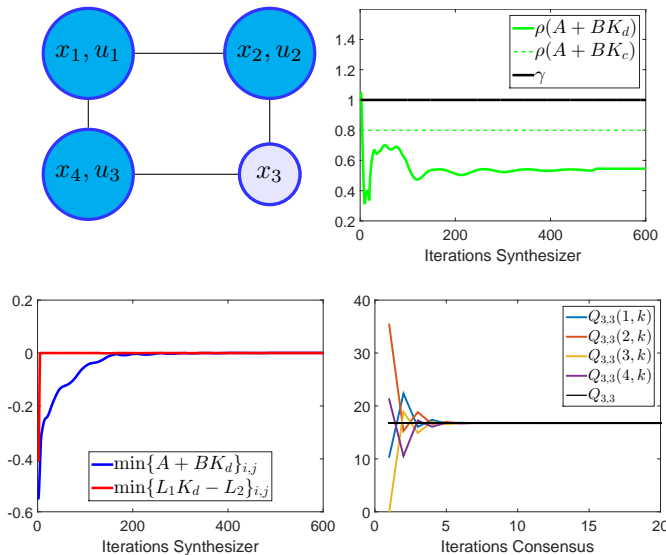 x_1, u_1
x_2, u_2
x_4, u_3
x_3
1.6
1.4
1.2
1
0.8
0.6
0.4
0.2
0
200
400
600
Iterions Synthesizer
ρ(A + BK_d)
ρ(A + BK_c)
γ
0.2
0
-0.2
-0.4
-0.6
0
200
400
600
Iterations Synthesizer
min{A + BK_d}_{i,j}
min{L_1K_d − L_2}_{i,j}
40
30
20
10
0
0
5
10
15
20
Iterations Consensus
Q_{3,3}(1, k)
Q_{3,3}(2, k)
Q_{3,3}(3, k)
Q_{3,3}(4, k)
Q_{3,3}